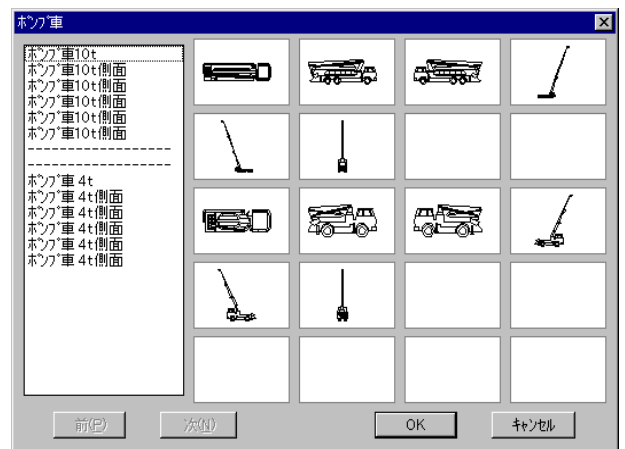 ﾎﾟﾝﾌﾟ車
ﾎﾟﾝﾌﾟ車10t
ﾎﾟﾝﾌﾟ車10t側面
ﾎﾟﾝﾌﾟ車10t側面
ﾎﾟﾝﾌﾟ車10t側面
ﾎﾟﾝﾌﾟ車10t側面
ﾎﾟﾝﾌﾟ車10t側面
------------------
------------------
ﾎﾟﾝﾌﾟ車 4t
ﾎﾟﾝﾌﾟ車 4t側面
ﾎﾟﾝﾌﾟ車 4t側面
ﾎﾟﾝﾌﾟ車 4t側面
ﾎﾟﾝﾌﾟ車 4t側面
ﾎﾟﾝﾌﾟ車 4t側面
前(P) 次(N) OK ｷｬﾝｾﾙ